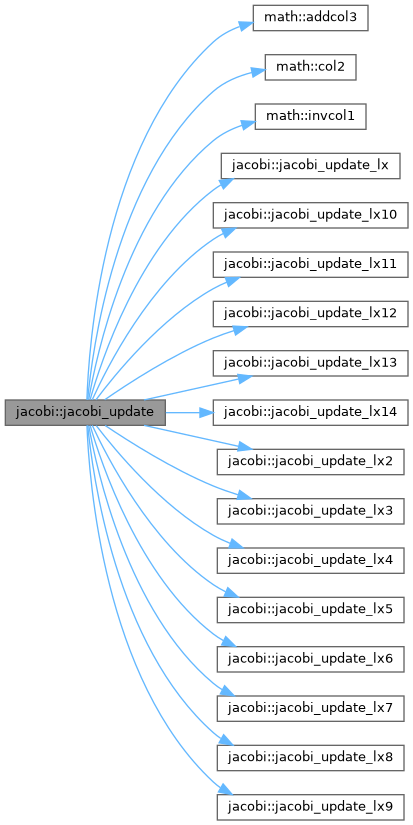 math::addcol3
math::col2
math::invcol1
jacobi::jacobi_update_lx
jacobi::jacobi_update_lx10
jacobi::jacobi_update_lx11
jacobi::jacobi_update_lx12
jacobi::jacobi_update_lx13
jacobi::jacobi_update
jacobi::jacobi_update_lx14
jacobi::jacobi_update_lx2
jacobi::jacobi_update_lx3
jacobi::jacobi_update_lx4
jacobi::jacobi_update_lx5
jacobi::jacobi_update_lx6
jacobi::jacobi_update_lx7
jacobi::jacobi_update_lx8
jacobi::jacobi_update_lx9